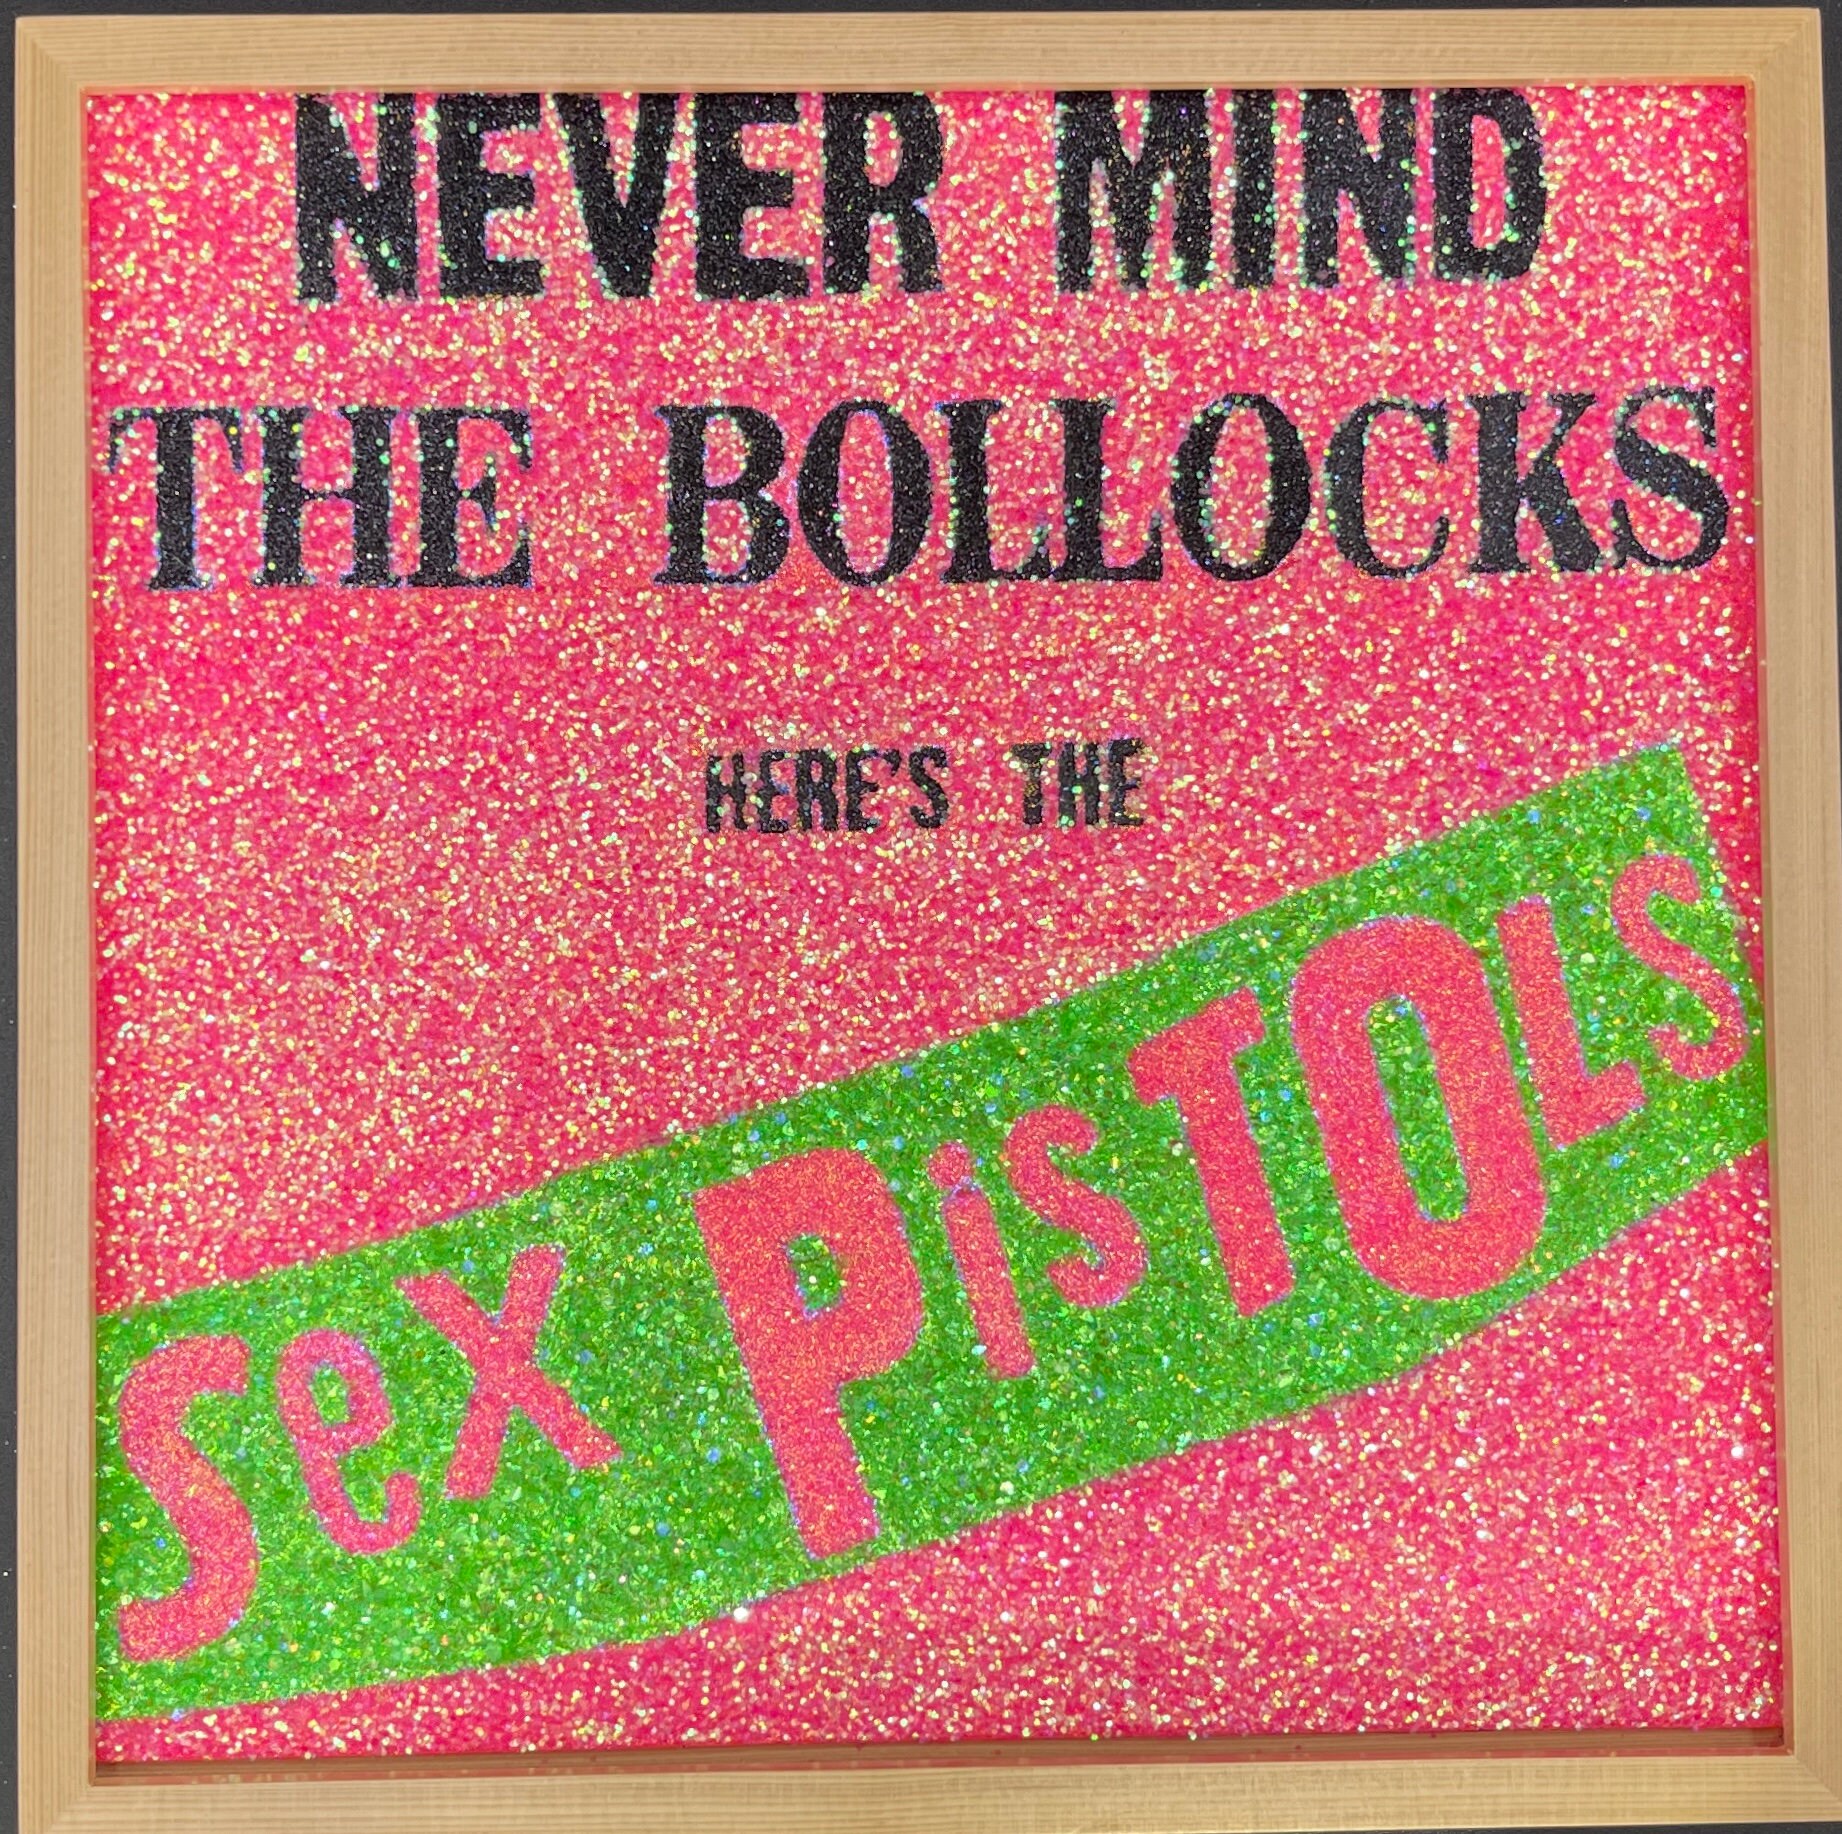 NEVER MIND
THE BOLLOCKS
HERE'S THE
Sex PisTOLS